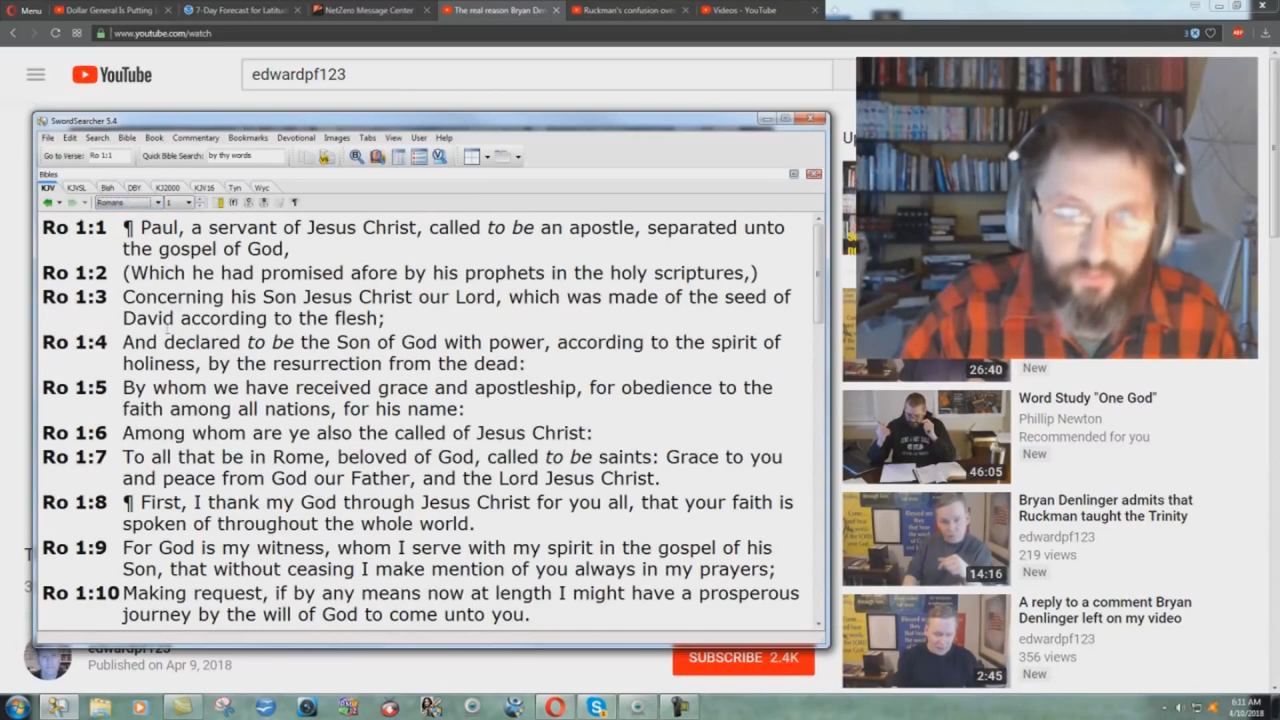 Menu
Dollar General Is Putting
7-Day Forecast for Latitu
NetZero Message Center
The real reason Bryan Den
Ruckman's confusion over
Videos - YouTube
www.youtube.com/watch
3
ABP
YouTube
edwardpf123
SwordSearcher 5.4
File Edit Search Bible Book Commentary Bookmarks Devotional Images Tabs View User Help
Go to Verse: Ro 1:1 Quick Bible Search: by thy words
Bibles
KJV KJVSL Bish DBY KJ2000 KJV16 Tyn Wyc
Romans 1
Ro 1:1 ¶ Paul, a servant of Jesus Christ, called to be an apostle, separated unto
the gospel of God,
Ro 1:2 (Which he had promised afore by his prophets in the holy scriptures,)
Ro 1:3 Concerning his Son Jesus Christ our Lord, which was made of the seed of
David according to the flesh;
Ro 1:4 And declared to be the Son of God with power, according to the spirit of
holiness, by the resurrection from the dead:
Ro 1:5 By whom we have received grace and apostleship, for obedience to the
faith among all nations, for his name:
Ro 1:6 Among whom are ye also the called of Jesus Christ:
Ro 1:7 To all that be in Rome, beloved of God, called to be saints: Grace to you
and peace from God our Father, and the Lord Jesus Christ.
Ro 1:8 ¶ First, I thank my God through Jesus Christ for you all, that your faith is
spoken of throughout the whole world.
Ro 1:9 For God is my witness, whom I serve with my spirit in the gospel of his
Son, that without ceasing I make mention of you always in my prayers;
Ro 1:10 Making request, if by any means now at length I might have a prosperous
journey by the will of God to come unto you.
edwardpf123
Published on Apr 9, 2018
SUBSCRIBE 2.4K
26:40
New
Word Study "One God"
Phillip Newton
Recommended for you
New
46:05
Bryan Denlinger admits that
Ruckman taught the Trinity
edwardpf123
219 views
New
14:16
A reply to a comment Bryan
Denlinger left on my video
edwardpf123
356 views
New
2:45
6:11 AM
4/10/2018